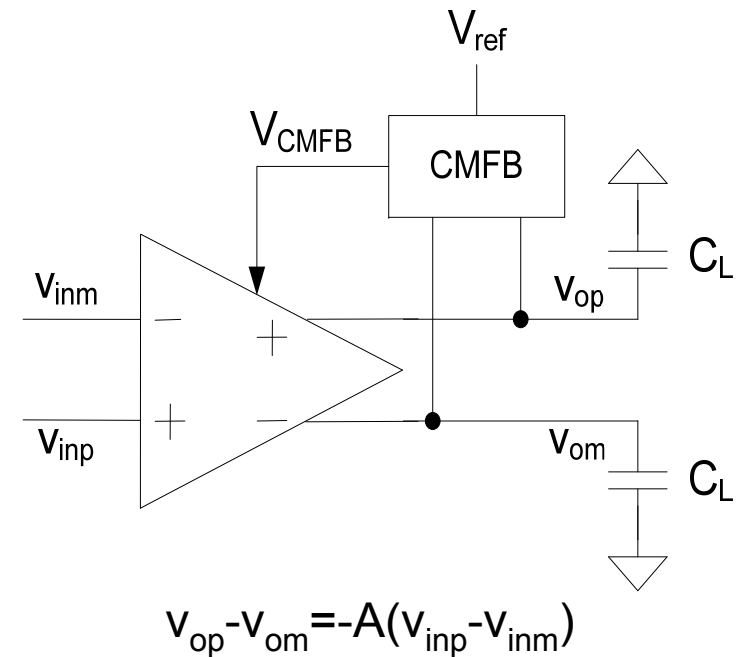 Vref
VCMFB
CMFB
CL
vinm
vop
−
+
+
−
vinp
vom
CL
vop-vom=-A(vinp-vinm)